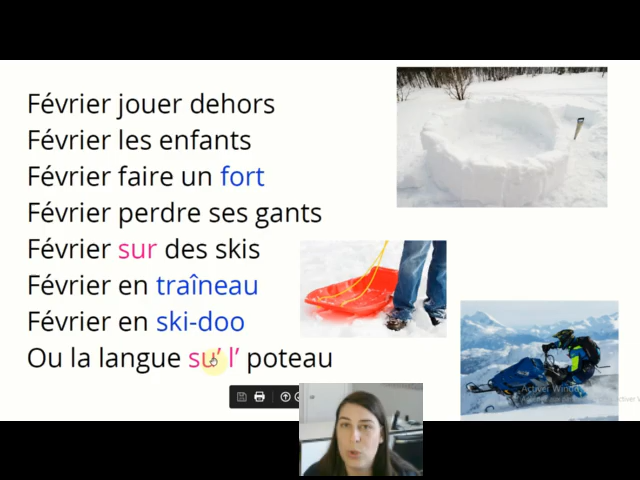 Février jouer dehors
Février les enfants
Février faire un fort
Février perdre ses gants
Février sur des skis
Février en traîneau
Février en ski-doo
Ou la langue su' l' poteau